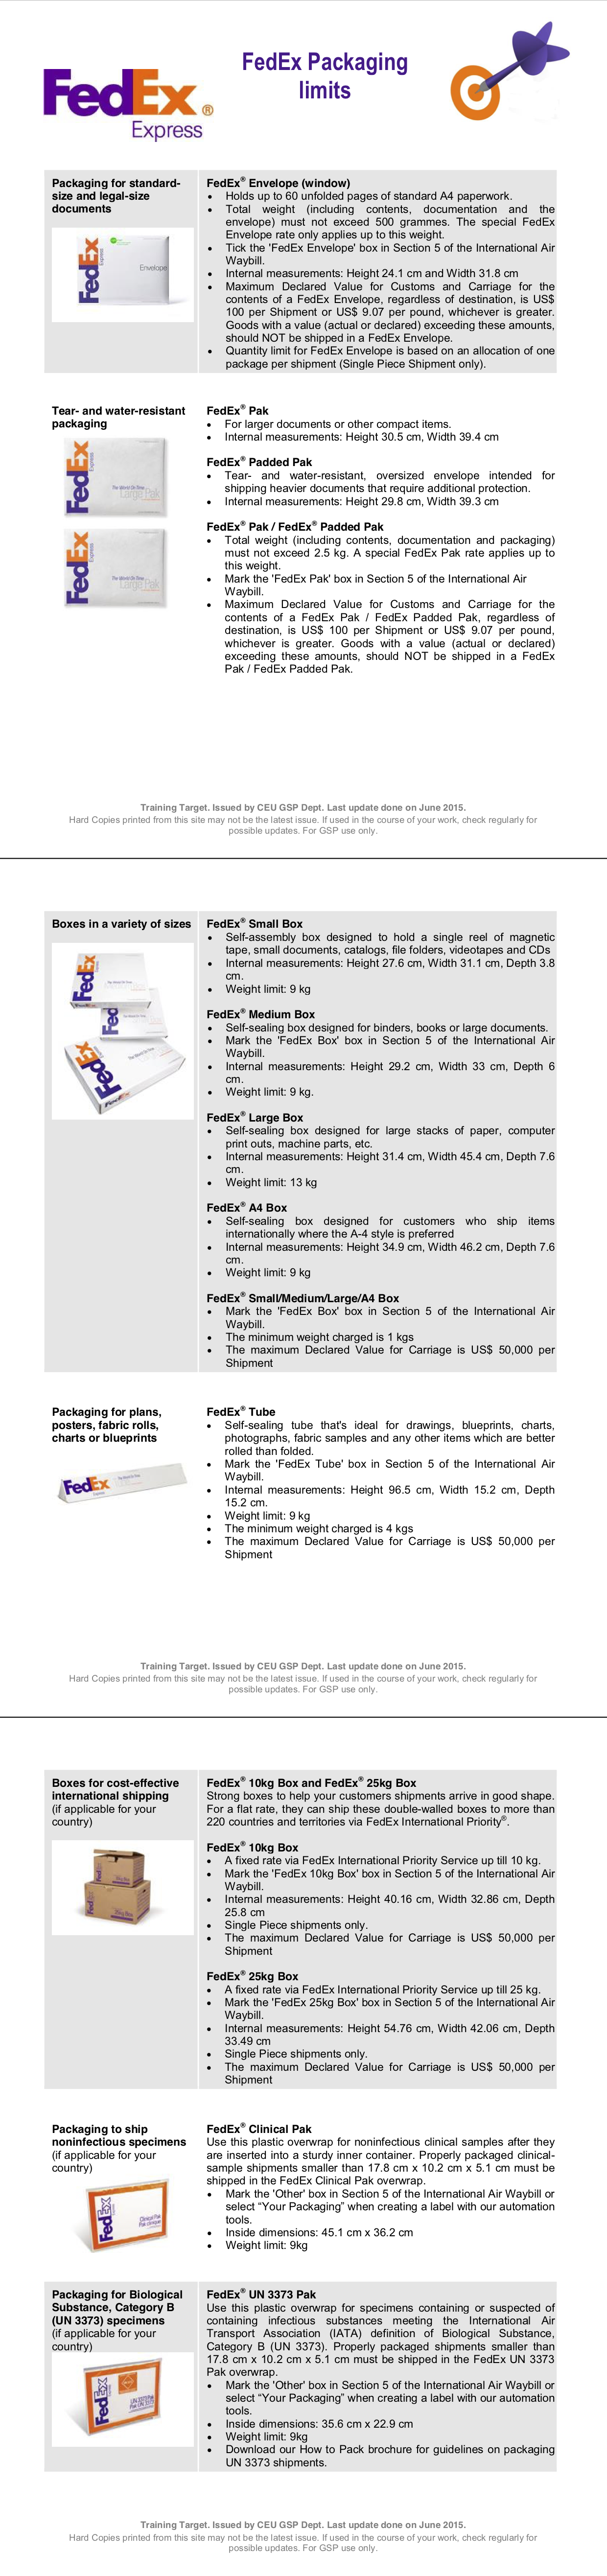 FedEx Packaging
limits
FedEx®
Express
Packaging for standard-
size and legal-size
documents
FedEx
Express
Envelope
FedEx® Envelope (window)
• Holds up to 60 unfolded pages of standard A4 paperwork.
• Total weight (including contents, documentation and the
envelope) must not exceed 500 grammes. The special FedEx
Envelope rate only applies up to this weight.
• Tick the 'FedEx Envelope' box in Section 5 of the International Air
Waybill.
• Internal measurements: Height 24.1 cm and Width 31.8 cm
• Maximum Declared Value for Customs and Carriage for the
contents of a FedEx Envelope, regardless of destination, is US$
100 per Shipment or US$ 9.07 per pound, whichever is greater.
Goods with a value (actual or declared) exceeding these amounts,
should NOT be shipped in a FedEx Envelope.
• Quantity limit for FedEx Envelope is based on an allocation of one
package per shipment (Single Piece Shipment only).
Tear- and water-resistant
packaging
FedEx
Express
The World On Time
Large Pak
FedEx
Express
The World On Time
Large Pak
FedEx® Pak
• For larger documents or other compact items.
• Internal measurements: Height 30.5 cm, Width 39.4 cm
FedEx® Padded Pak
• Tear- and water-resistant, oversized envelope intended for
shipping heavier documents that require additional protection.
• Internal measurements: Height 29.8 cm, Width 39.3 cm
FedEx® Pak / FedEx® Padded Pak
• Total weight (including contents, documentation and packaging)
must not exceed 2.5 kg. A special FedEx Pak rate applies up to
this weight.
• Mark the 'FedEx Pak' box in Section 5 of the International Air
Waybill.
• Maximum Declared Value for Customs and Carriage for the
contents of a FedEx Pak / FedEx Padded Pak, regardless of
destination, is US$ 100 per Shipment or US$ 9.07 per pound,
whichever is greater. Goods with a value (actual or declared)
exceeding these amounts, should NOT be shipped in a FedEx
Pak / FedEx Padded Pak.
Training Target. Issued by CEU GSP Dept. Last update done on June 2015.
Hard Copies printed from this site may not be the latest issue. If used in the course of your work, check regularly for
possible updates. For GSP use only.
Boxes in a variety of sizes
FedEx
FedEx
FedEx
FedEx® Small Box
• Self-assembly box designed to hold a single reel of magnetic
tape, small documents, catalogs, file folders, videotapes and CDs
• Internal measurements: Height 27.6 cm, Width 31.1 cm, Depth 3.8
cm.
• Weight limit: 9 kg
FedEx® Medium Box
• Self-sealing box designed for binders, books or large documents.
• Mark the 'FedEx Box' box in Section 5 of the International Air
Waybill.
• Internal measurements: Height 29.2 cm, Width 33 cm, Depth 6
cm.
• Weight limit: 9 kg.
FedEx® Large Box
• Self-sealing box designed for large stacks of paper, computer
print outs, machine parts, etc.
• Internal measurements: Height 31.4 cm, Width 45.4 cm, Depth 7.6
cm.
• Weight limit: 13 kg
FedEx® A4 Box
• Self-sealing box designed for customers who ship items
internationally where the A-4 style is preferred
• Internal measurements: Height 34.9 cm, Width 46.2 cm, Depth 7.6
cm.
• Weight limit: 9 kg
FedEx® Small/Medium/Large/A4 Box
• Mark the 'FedEx Box' box in Section 5 of the International Air
Waybill.
• The minimum weight charged is 1 kgs
• The maximum Declared Value for Carriage is US$ 50,000 per
Shipment
Packaging for plans,
posters, fabric rolls,
charts or blueprints
FedEx
Express
FedEx® Tube
• Self-sealing tube that's ideal for drawings, blueprints, charts,
photographs, fabric samples and any other items which are better
rolled than folded.
• Mark the 'FedEx Tube' box in Section 5 of the International Air
Waybill.
• Internal measurements: Height 96.5 cm, Width 15.2 cm, Depth
15.2 cm.
• Weight limit: 9 kg
• The minimum weight charged is 4 kgs
• The maximum Declared Value for Carriage is US$ 50,000 per
Shipment
Training Target. Issued by CEU GSP Dept. Last update done on June 2015.
Hard Copies printed from this site may not be the latest issue. If used in the course of your work, check regularly for
possible updates. For GSP use only.
Boxes for cost-effective
international shipping
(if applicable for your
country)
FedEx
FedEx® 10kg Box and FedEx® 25kg Box
Strong boxes to help your customers shipments arrive in good shape.
For a flat rate, they can ship these double-walled boxes to more than
220 countries and territories via FedEx International Priority®.
FedEx® 10kg Box
• A fixed rate via FedEx International Priority Service up till 10 kg.
• Mark the 'FedEx 10kg Box' box in Section 5 of the International Air
Waybill.
• Internal measurements: Height 40.16 cm, Width 32.86 cm, Depth
25.8 cm
• Single Piece shipments only.
• The maximum Declared Value for Carriage is US$ 50,000 per
Shipment
FedEx® 25kg Box
• A fixed rate via FedEx International Priority Service up till 25 kg.
• Mark the 'FedEx 25kg Box' box in Section 5 of the International Air
Waybill.
• Internal measurements: Height 54.76 cm, Width 42.06 cm, Depth
33.49 cm
• Single Piece shipments only.
• The maximum Declared Value for Carriage is US$ 50,000 per
Shipment
Packaging to ship
noninfectious specimens
(if applicable for your
country)
FedEx
Clinical Pak
FedEx® Clinical Pak
Use this plastic overwrap for noninfectious clinical samples after they
are inserted into a sturdy inner container. Properly packaged clinical-
sample shipments smaller than 17.8 cm x 10.2 cm x 5.1 cm must be
shipped in the FedEx Clinical Pak overwrap.
• Mark the 'Other' box in Section 5 of the International Air Waybill or
select “Your Packaging” when creating a label with our automation
tools.
• Inside dimensions: 45.1 cm x 36.2 cm
• Weight limit: 9kg
Packaging for Biological
Substance, Category B
(UN 3373) specimens
(if applicable for your
country)
FedEx
UN 3373 Pak
FedEx® UN 3373 Pak
Use this plastic overwrap for specimens containing or suspected of
containing infectious substances meeting the International Air
Transport Association (IATA) definition of Biological Substance,
Category B (UN 3373). Properly packaged shipments smaller than
17.8 cm x 10.2 cm x 5.1 cm must be shipped in the FedEx UN 3373
Pak overwrap.
• Mark the 'Other' box in Section 5 of the International Air Waybill or
select “Your Packaging” when creating a label with our automation
tools.
• Inside dimensions: 35.6 cm x 22.9 cm
• Weight limit: 9kg
• Download our How to Pack brochure for guidelines on packaging
UN 3373 shipments.
Training Target. Issued by CEU GSP Dept. Last update done on June 2015.
Hard Copies printed from this site may not be the latest issue. If used in the course of your work, check regularly for
possible updates. For GSP use only.